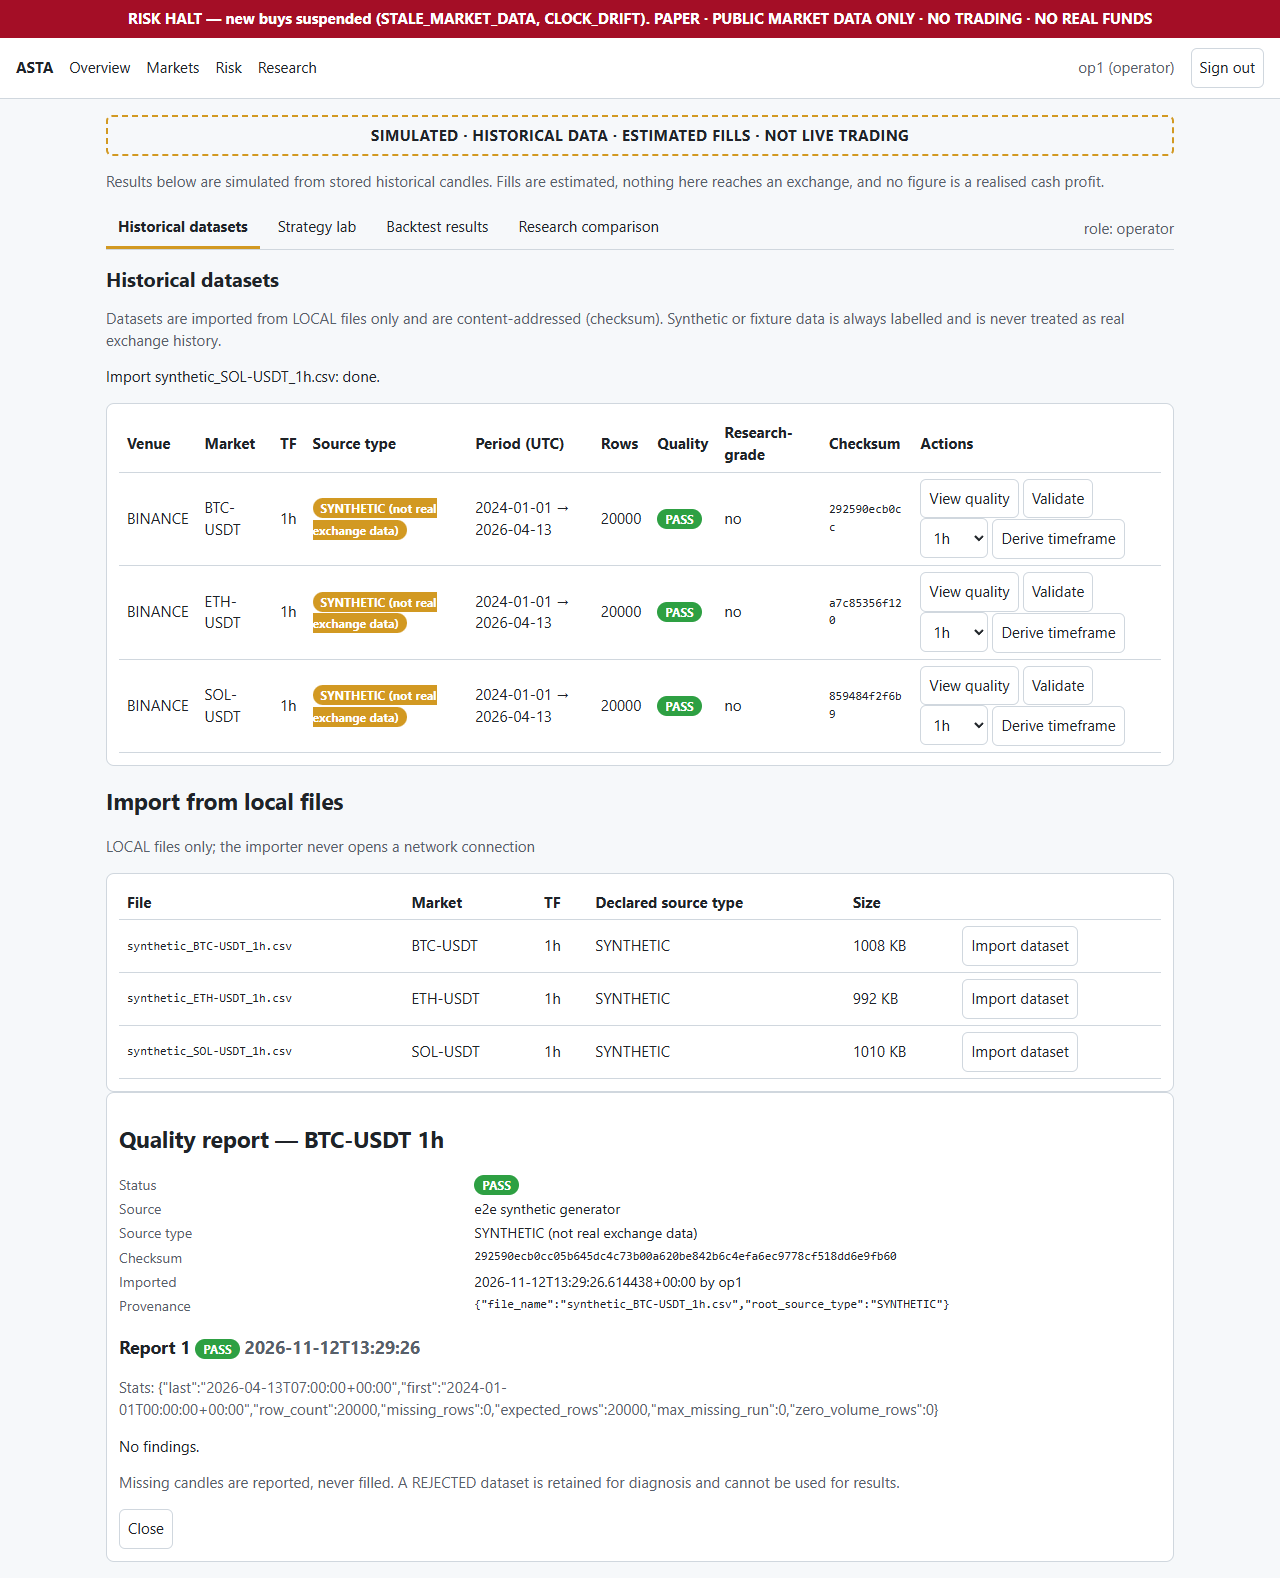 RISK HALT — new buys suspended (STALE_MARKET_DATA, CLOCK_DRIFT). PAPER · PUBLIC MARKET DATA ONLY · NO TRADING · NO REAL FUNDS
ASTA Overview Markets Risk Research op1 (operator) Sign out
SIMULATED · HISTORICAL DATA · ESTIMATED FILLS · NOT LIVE TRADING
Results below are simulated from stored historical candles. Fills are estimated, nothing here reaches an exchange, and no figure is a realised cash profit.
Historical datasets Strategy lab Backtest results Research comparison role: operator
Historical datasets
Datasets are imported from LOCAL files only and are content-addressed (checksum). Synthetic or fixture data is always labelled and is never treated as real
exchange history.
Import synthetic_SOL-USDT_1h.csv: done.
Venue Market TF Source type Period (UTC) Rows Quality Research-
grade Checksum Actions
BINANCE BTC-
USDT 1h SYNTHETIC (not real
exchange data) 2024-01-01 →
2026-04-13 20000 PASS no 292590ecb0c
c View quality Validate
1h Derive timeframe
BINANCE ETH-
USDT 1h SYNTHETIC (not real
exchange data) 2024-01-01 →
2026-04-13 20000 PASS no a7c85356f12
0 View quality Validate
1h Derive timeframe
BINANCE SOL-
USDT 1h SYNTHETIC (not real
exchange data) 2024-01-01 →
2026-04-13 20000 PASS no 859484f2f6b
9 View quality Validate
1h Derive timeframe
Import from local files
LOCAL files only; the importer never opens a network connection
File Market TF Declared source type Size
synthetic_BTC-USDT_1h.csv BTC-USDT 1h SYNTHETIC 1008 KB Import dataset
synthetic_ETH-USDT_1h.csv ETH-USDT 1h SYNTHETIC 992 KB Import dataset
synthetic_SOL-USDT_1h.csv SOL-USDT 1h SYNTHETIC 1010 KB Import dataset
Quality report — BTC-USDT 1h
Status PASS
Source e2e synthetic generator
Source type SYNTHETIC (not real exchange data)
Checksum 292590ecb0cc05b645dc4c73b00a620be842b6c4efa6ec9778cf518dd6e9fb60
Imported 2026-11-12T13:29:26.614438+00:00 by op1
Provenance {"file_name":"synthetic_BTC-USDT_1h.csv","root_source_type":"SYNTHETIC"}
Report 1 PASS 2026-11-12T13:29:26
Stats: {"last":"2026-04-13T07:00:00+00:00","first":"2024-01-
01T00:00:00+00:00","row_count":20000,"missing_rows":0,"expected_rows":20000,"max_missing_run":0,"zero_volume_rows":0}
No findings.
Missing candles are reported, never filled. A REJECTED dataset is retained for diagnosis and cannot be used for results.
Close